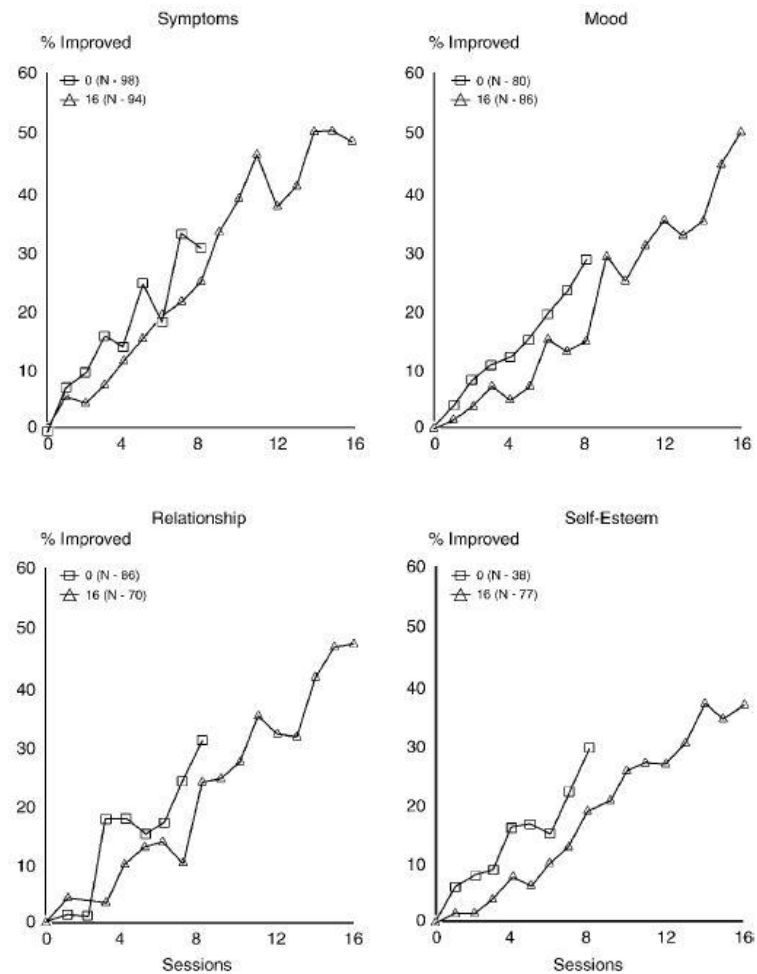 Symptoms
% Improved
0 (N - 98)
16 (N - 94)
60
50
40
30
20
10
0
0 4 8 12 16
Mood
% Improved
0 (N - 80)
16 (N - 86)
60
50
40
30
20
10
0
0 4 8 12 16
Relationship
% Improved
0 (N - 86)
16 (N - 70)
60
50
40
30
20
10
0
0 4 8 12 16
Sessions
Self-Esteem
% Improved
0 (N - 38)
16 (N - 77)
60
50
40
30
20
10
0
0 4 8 12 16
Sessions